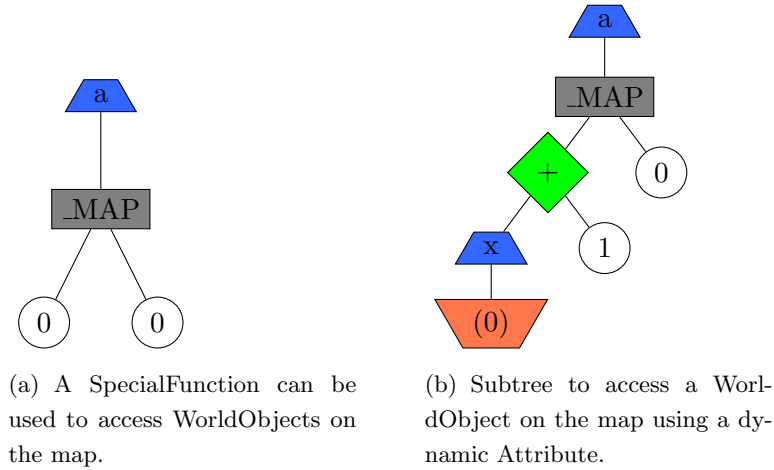 a
_MAP
0 0
(a) A SpecialFunction can be
used to access WorldObjects on
the map.
a
_MAP
+ 0
x 1
(0)
(b) Subtree to access a Worl-
dObject on the map using a dy-
namic Attribute.